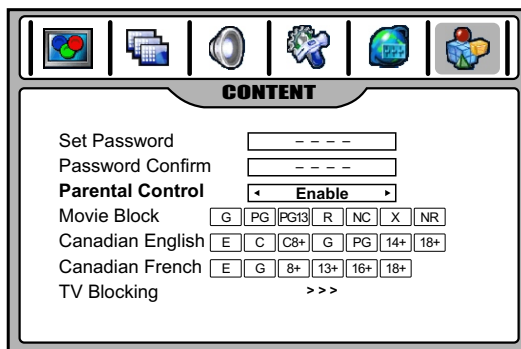 CONTENT
Set Password – – – –
Password Confirm – – – –
Parental Control ◂ Enable ▸
Movie Block G PG PG13 R NC X NR
Canadian English E C C8+ G PG 14+ 18+
Canadian French E G 8+ 13+ 16+ 18+
TV Blocking >>>